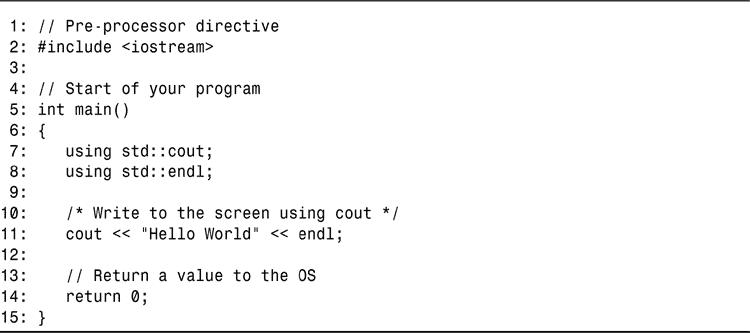 1: // Pre-processor directive
2: #include <iostream>
3:
4: // Start of your program
5: int main()
6: {
7:    using std::cout;
8:    using std::endl;
9:
10:    /* Write to the screen using cout */
11:    cout << "Hello World" << endl;
12:
13:    // Return a value to the OS
14:    return 0;
15: }